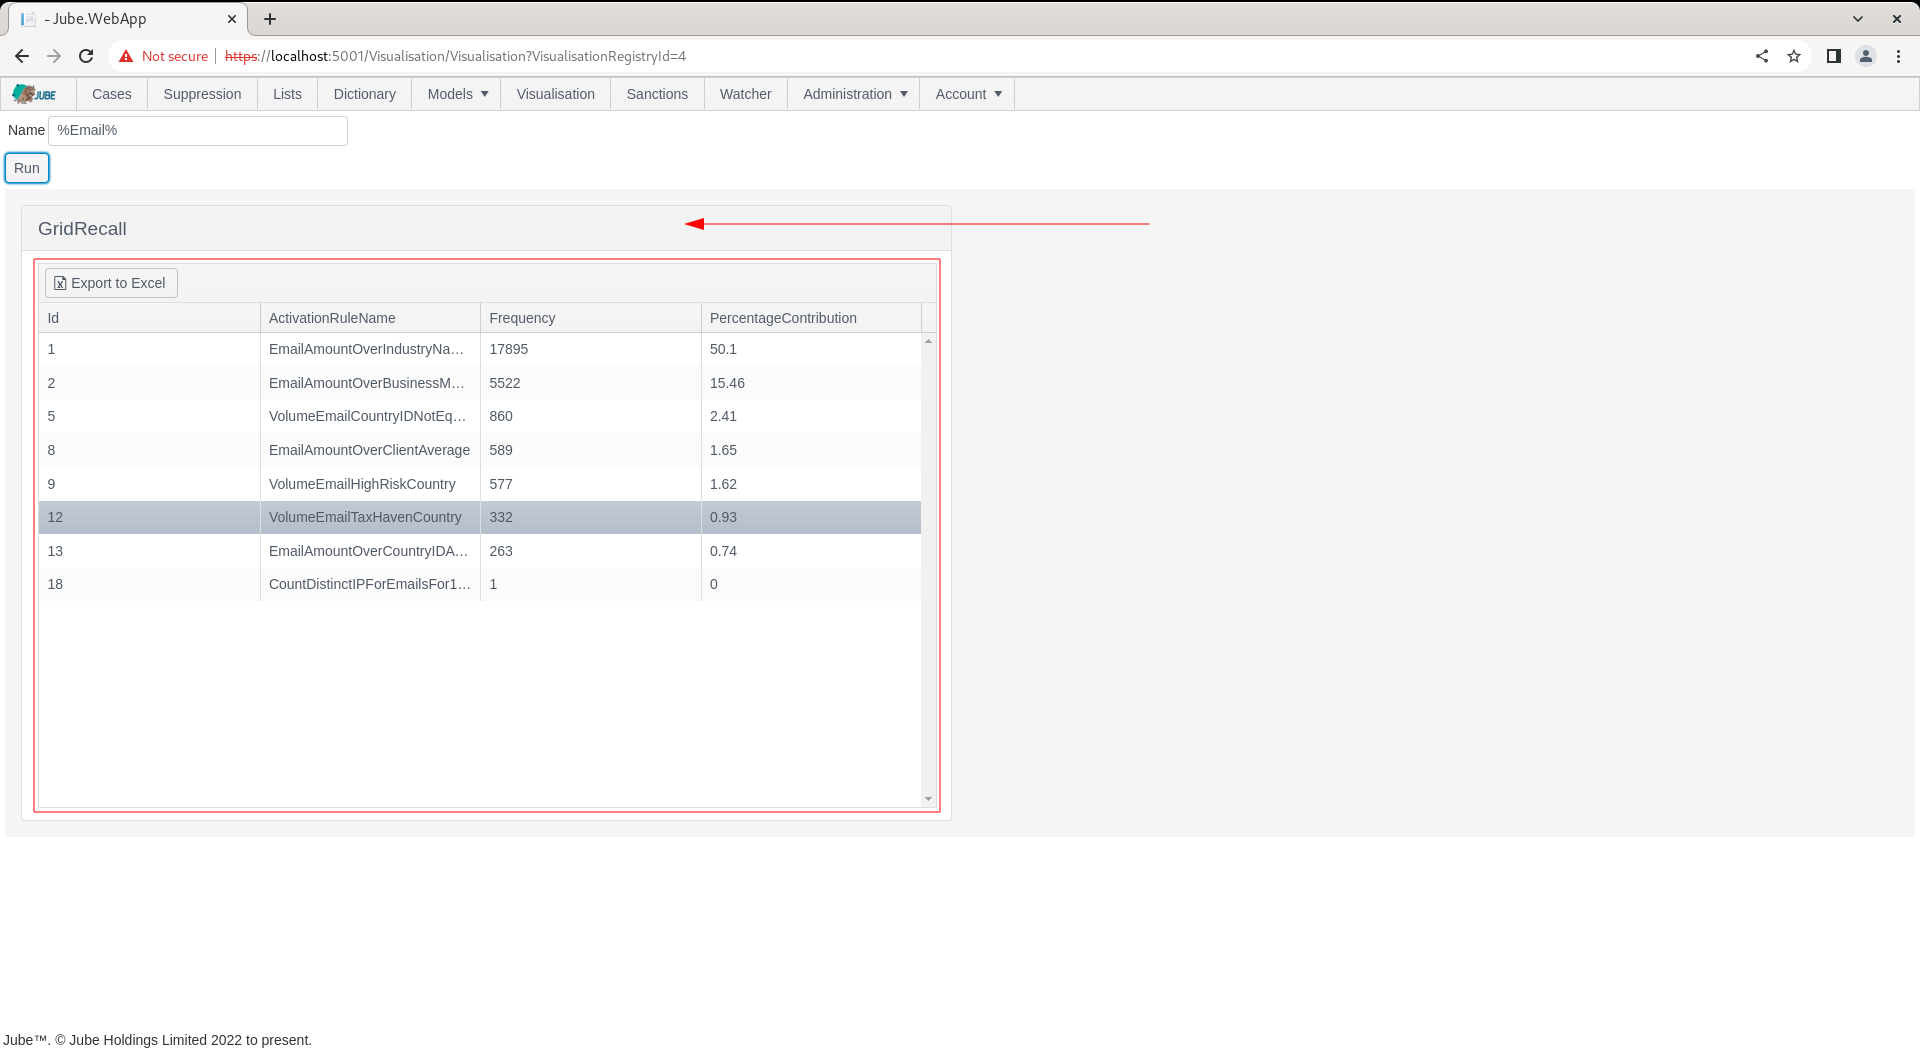 - Jube.WebApp
Not secure https://localhost:5001/Visualisation/Visualisation?VisualisationRegistryId=4
JUBE Cases Suppression Lists Dictionary Models Visualisation Sanctions Watcher Administration Account
Name %Email%
Run
GridRecall
Export to Excel
Id ActivationRuleName Frequency PercentageContribution
1 EmailAmountOverIndustryNa… 17895 50.1
2 EmailAmountOverBusinessM… 5522 15.46
5 VolumeEmailCountryIDNotEq… 860 2.41
8 EmailAmountOverClientAverage 589 1.65
9 VolumeEmailHighRiskCountry 577 1.62
12 VolumeEmailTaxHavenCountry 332 0.93
13 EmailAmountOverCountryIDA… 263 0.74
18 CountDistinctIPForEmailsFor1… 1 0
Jube™. © Jube Holdings Limited 2022 to present.